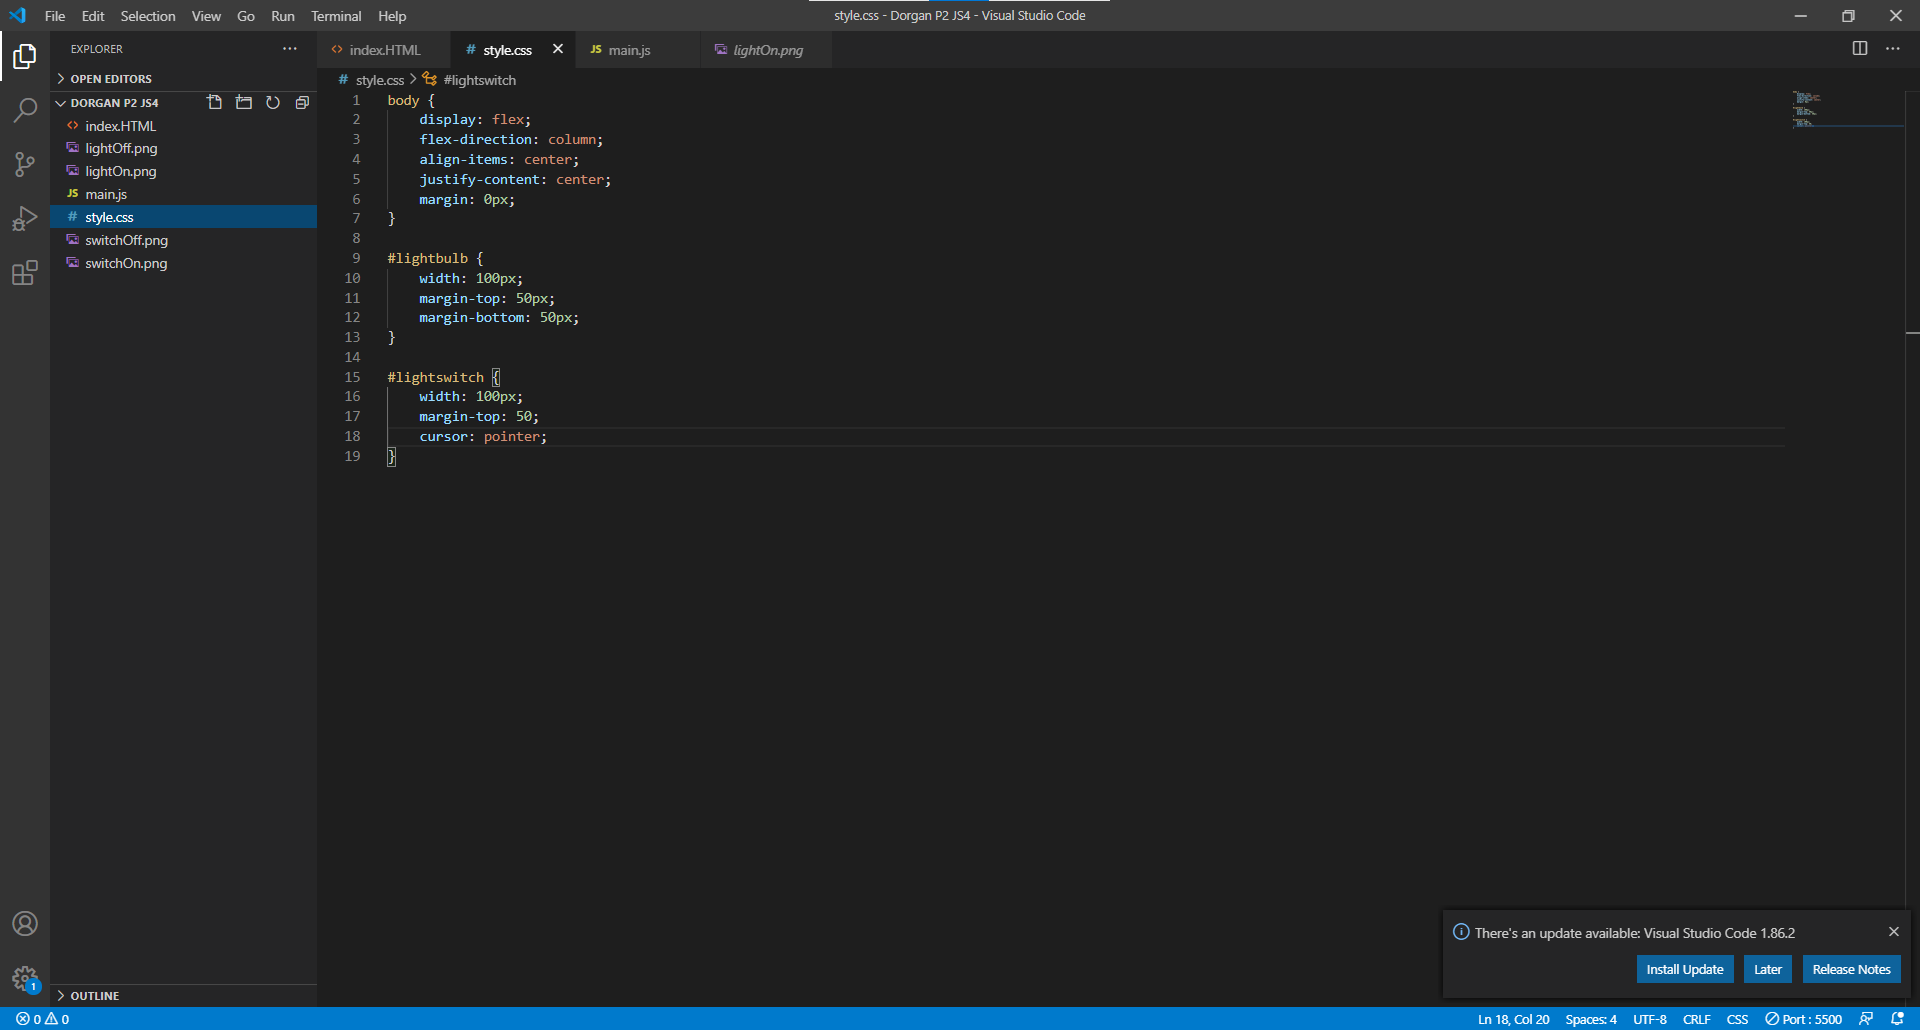 File Edit Selection View Go Run Terminal Help
style.css - Dorgan P2 JS4 - Visual Studio Code
EXPLORER
OPEN EDITORS
DORGAN P2 JS4
<> index.HTML
lightOff.png
lightOn.png
JS main.js
# style.css
switchOff.png
switchOn.png
OUTLINE
<> index.HTML # style.css JS main.js lightOn.png
# style.css > #lightswitch
1 body {
2 display: flex;
3 flex-direction: column;
4 align-items: center;
5 justify-content: center;
6 margin: 0px;
7 }
8
9 #lightbulb {
10 width: 100px;
11 margin-top: 50px;
12 margin-bottom: 50px;
13 }
14
15 #lightswitch {
16 width: 100px;
17 margin-top: 50;
18 cursor: pointer;
19 }
There's an update available: Visual Studio Code 1.86.2
Install Update Later Release Notes
1
0 0 Ln 18, Col 20 Spaces: 4 UTF-8 CRLF CSS Port : 5500